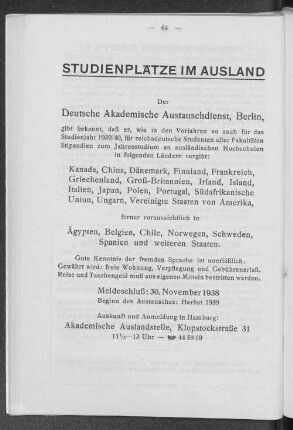 — 44 —
STUDIENPLÄTZE IM AUSLAND
Der
Deutsche Akademische Austauschdienst, Berlin,
gibt bekannt, daß er, wie in den Vorjahren so auch für das
Studienjahr 1939/40, für reichsdeutsche Studenten aller Fakultäten
Stipendien zum Jahresstudium an ausländischen Hochschulen
in folgenden Ländern vergibt:
Kanada, China, Dänemark, Finnland, Frankreich,
Griechenland, Groß-Britannien, Irland, Island,
Italien, Japan, Polen, Portugal, Südafrikanische
Union, Ungarn, Vereinigte Staaten von Amerika,
ferner voraussichtlich in
Ägypten, Belgien, Chile, Norwegen, Schweden,
Spanien und weiteren Staaten.
Gute Kenntnis der fremden Sprache ist unerläßlich.
Gewährt wird: freie Wohnung, Verpflegung und Gebührenerlaß.
Reise und Taschengeld muß aus eigenen Mitteln bestritten werden.
Meldeschluß: 30. November 1938
Beginn des Austausches: Herbst 1939
Auskunft und Anmeldung in Hamburg:
Akademische Auslandstelle, Klopstockstraße 31
11½—13 Uhr — 44 59 19